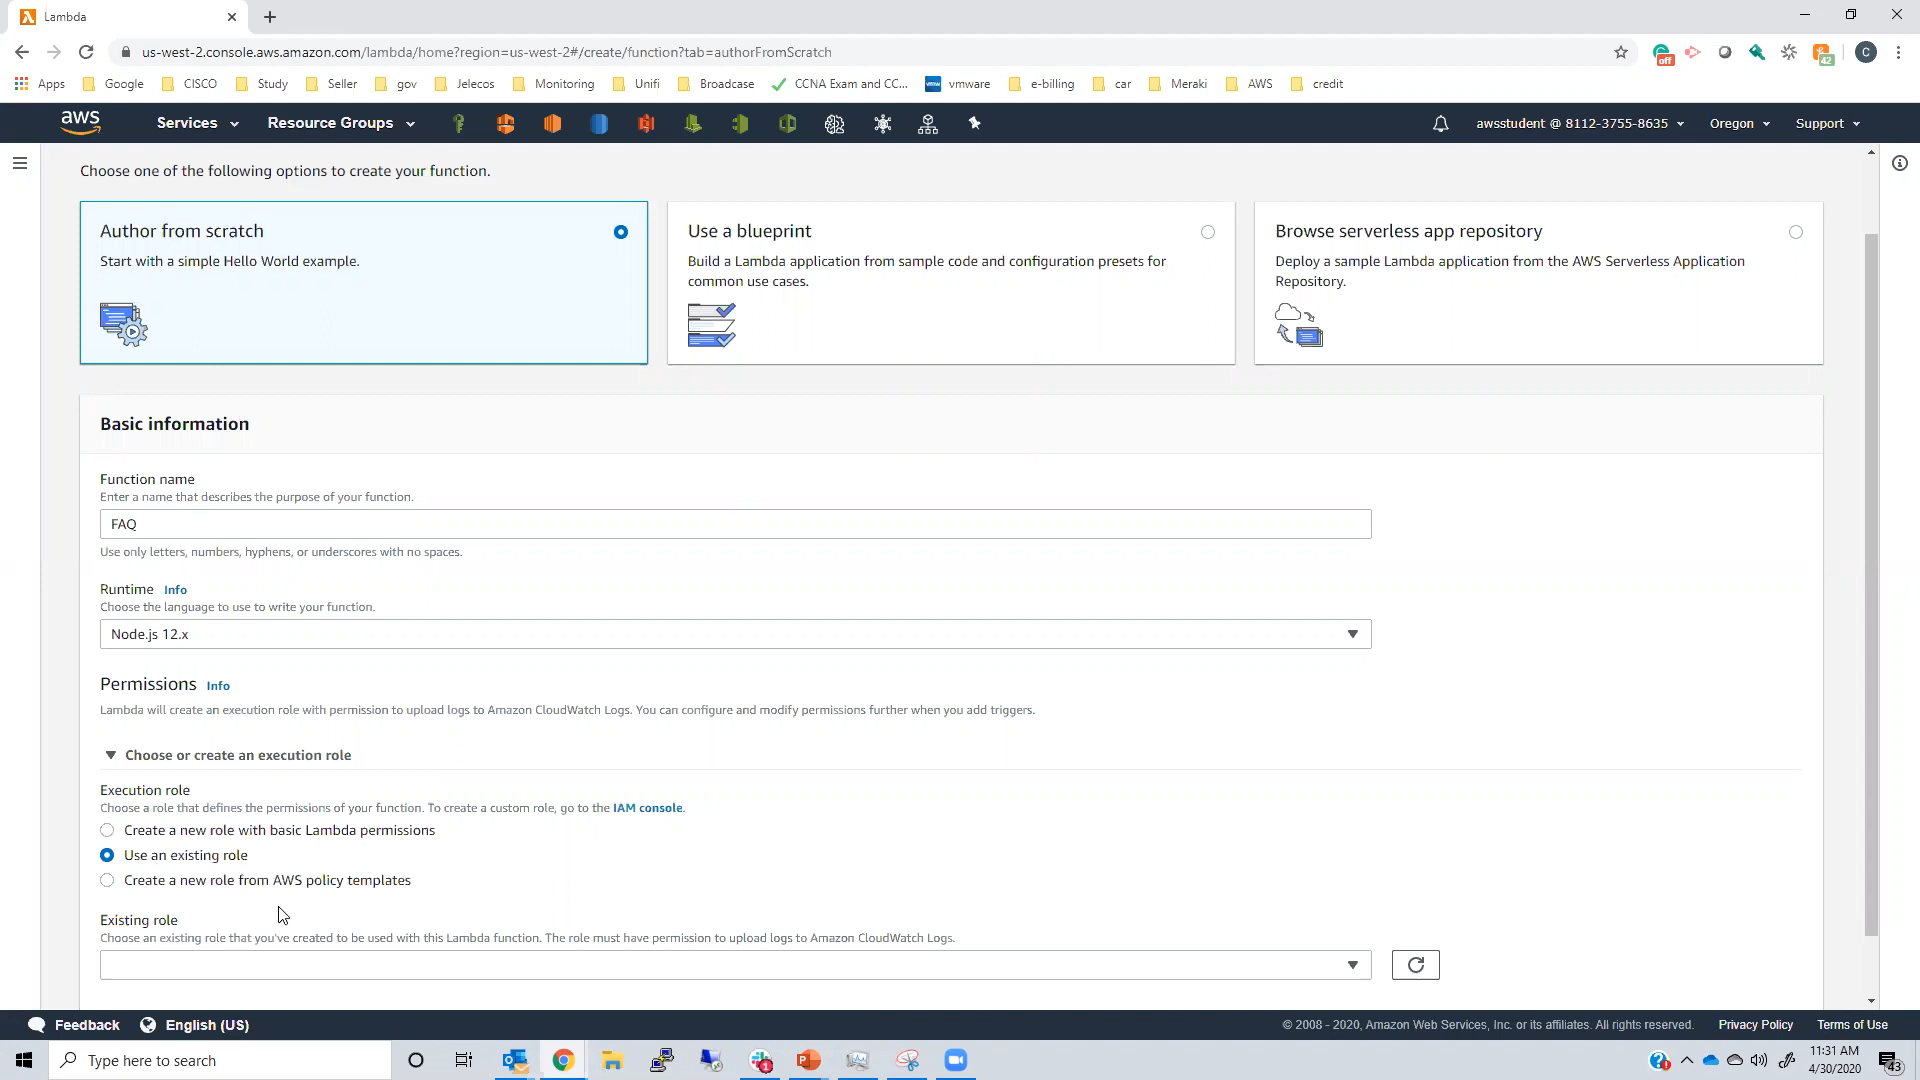 Lambda
us-west-2.console.aws.amazon.com/lambda/home?region=us-west-2#/create/function?tab=authorFromScratch
off
42
C
Apps Google CISCO Study Seller gov Jelecos Monitoring Unifi Broadcase CCNA Exam and CC... vmware e-billing car Meraki AWS credit
aws Services Resource Groups awsstudent @ 8112-3755-8635 Oregon Support
Choose one of the following options to create your function.
Author from scratch
Start with a simple Hello World example.
Use a blueprint
Build a Lambda application from sample code and configuration presets for
common use cases.
Browse serverless app repository
Deploy a sample Lambda application from the AWS Serverless Application
Repository.
Basic information
Function name
Enter a name that describes the purpose of your function.
FAQ
Use only letters, numbers, hyphens, or underscores with no spaces.
Runtime Info
Choose the language to use to write your function.
Node.js 12.x
Permissions Info
Lambda will create an execution role with permission to upload logs to Amazon CloudWatch Logs. You can configure and modify permissions further when you add triggers.
Choose or create an execution role
Execution role
Choose a role that defines the permissions of your function. To create a custom role, go to the IAM console.
Create a new role with basic Lambda permissions
Use an existing role
Create a new role from AWS policy templates
Existing role
Choose an existing role that you've created to be used with this Lambda function. The role must have permission to upload logs to Amazon CloudWatch Logs.
Feedback English (US) © 2008 - 2020, Amazon Web Services, Inc. or its affiliates. All rights reserved. Privacy Policy Terms of Use
Type here to search
1
11:31 AM
4/30/2020
43